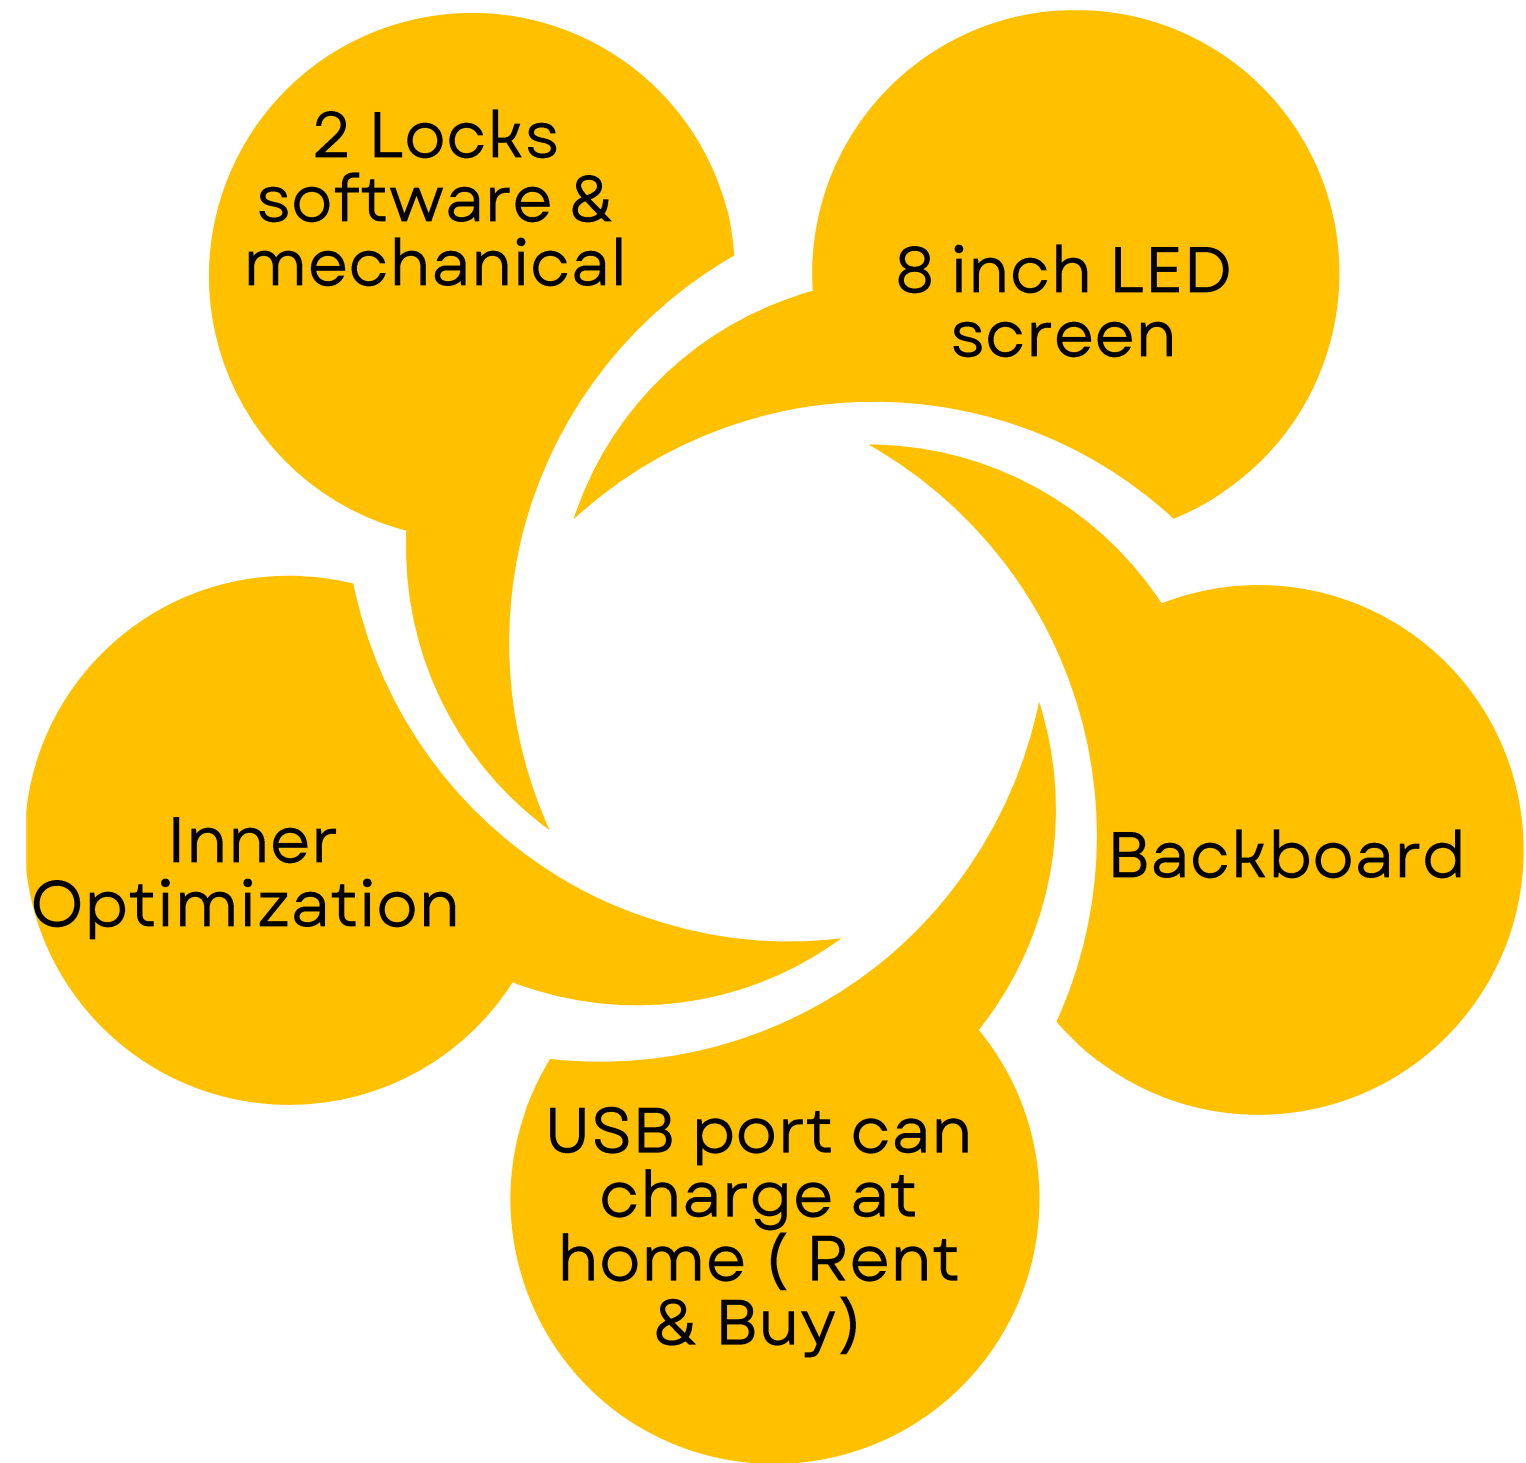 2 Locks
software &
mechanical
8 inch LED
screen
Inner
Optimization
Backboard
USB port can
charge at
home ( Rent
& Buy)